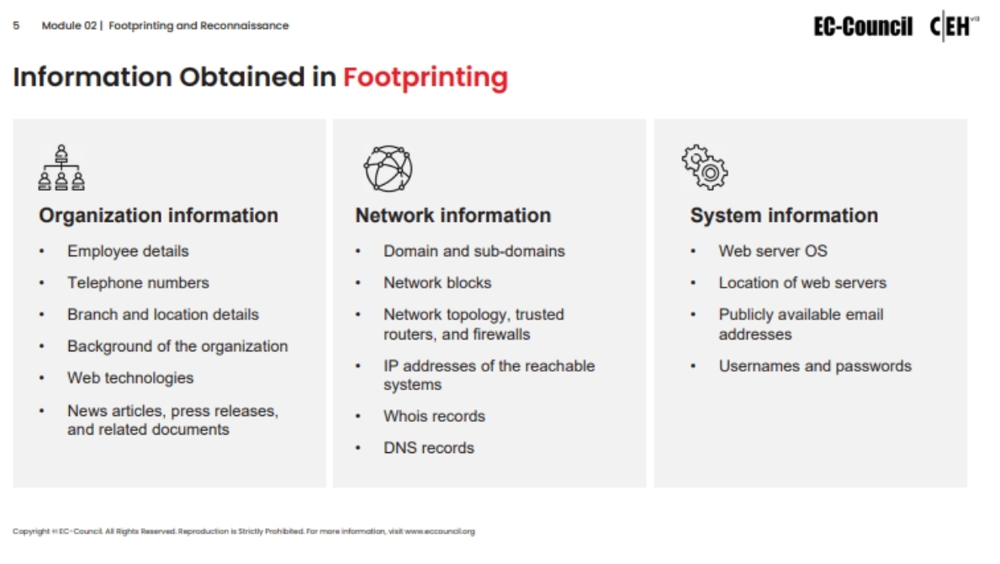 5 Module 02 | Footprinting and Reconnaissance
EC-Council C|EH v13
Information Obtained in Footprinting
Organization information
• Employee details
• Telephone numbers
• Branch and location details
• Background of the organization
• Web technologies
• News articles, press releases,
and related documents
Network information
• Domain and sub-domains
• Network blocks
• Network topology, trusted
routers, and firewalls
• IP addresses of the reachable
systems
• Whois records
• DNS records
System information
• Web server OS
• Location of web servers
• Publicly available email
addresses
• Usernames and passwords
Copyright © EC-Council. All Rights Reserved. Reproduction is Strictly Prohibited. For more information, visit www.eccouncil.org